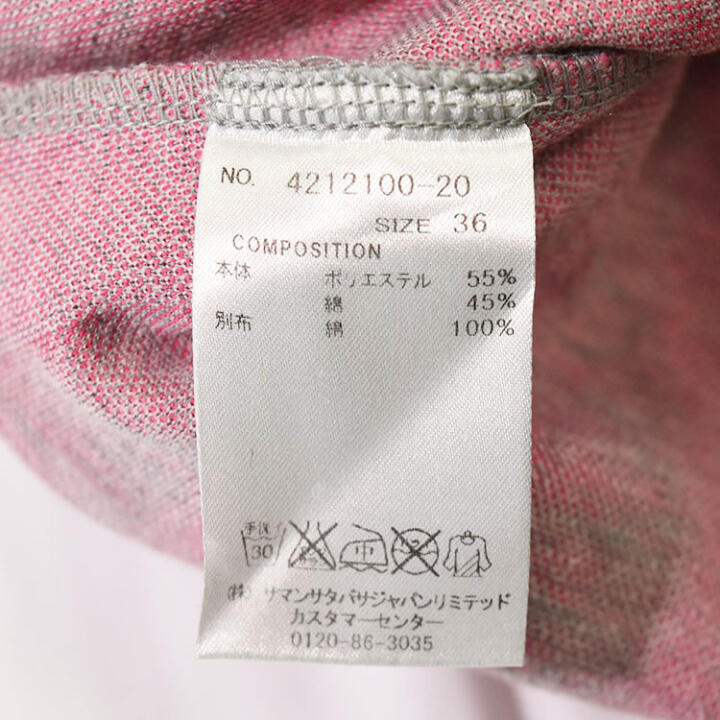 NO. 4212100-20
SIZE 36
COMPOSITION
本体 ポリエステル 55%
綿 45%
別布 綿 100%
手洗イ
30 中
(株) サマンサタバサジャパンリミテッド
カスタマーセンター
0120-86-3035